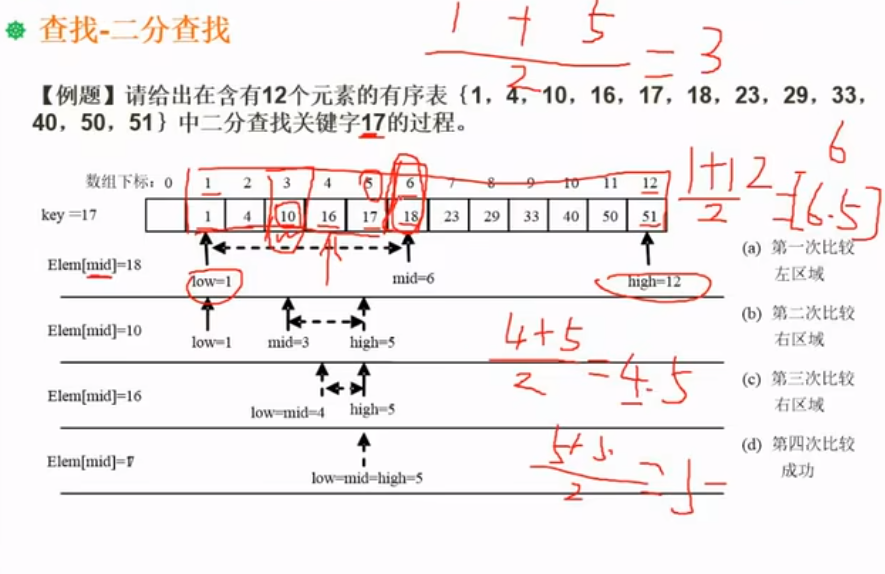 查找-二分查找
1 + 5
2
= 3
【例题】请给出在含有12个元素的有序表{1，4，10，16，17，18，23，29，33，
40，50，51}中二分查找关键字17的过程。
数组下标: 0 1 2 3 4 5 6 7 8 9 10 11 12
key =17 1 4 10 16 17 18 23 29 33 40 50 51
6
1+12
2
=[6.5]
Elem[mid]=18
low=1 mid=6 high=12
(a) 第一次比较
左区域
Elem[mid]=10
low=1 mid=3 high=5
(b) 第二次比较
右区域
4+5
2
=4.5
Elem[mid]=16
low=mid=4 high=5
(c) 第三次比较
右区域
Elem[mid]=17
low=mid=high=5
(d) 第四次比较
成功
2
=